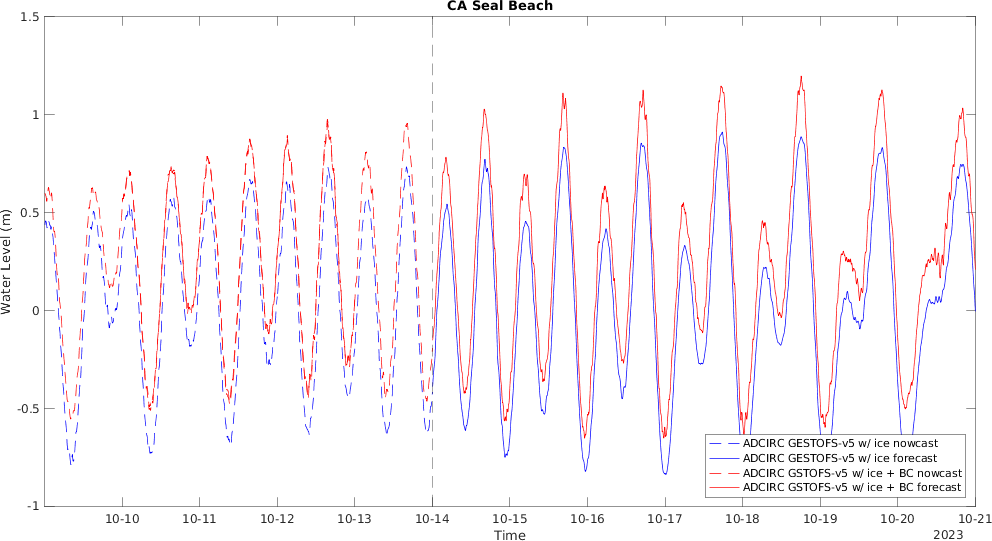 CA Seal Beach
1.5
1
0.5
0
-0.5
-1
Water Level (m)
10-10 10-11 10-12 10-13 10-14 10-15 10-16 10-17 10-18 10-19 10-20 10-21
Time
2023
ADCIRC GESTOFS-v5 w/ ice nowcast
ADCIRC GESTOFS-v5 w/ ice forecast
ADCIRC GSTOFS-v5 w/ ice + BC nowcast
ADCIRC GSTOFS-v5 w/ ice + BC forecast